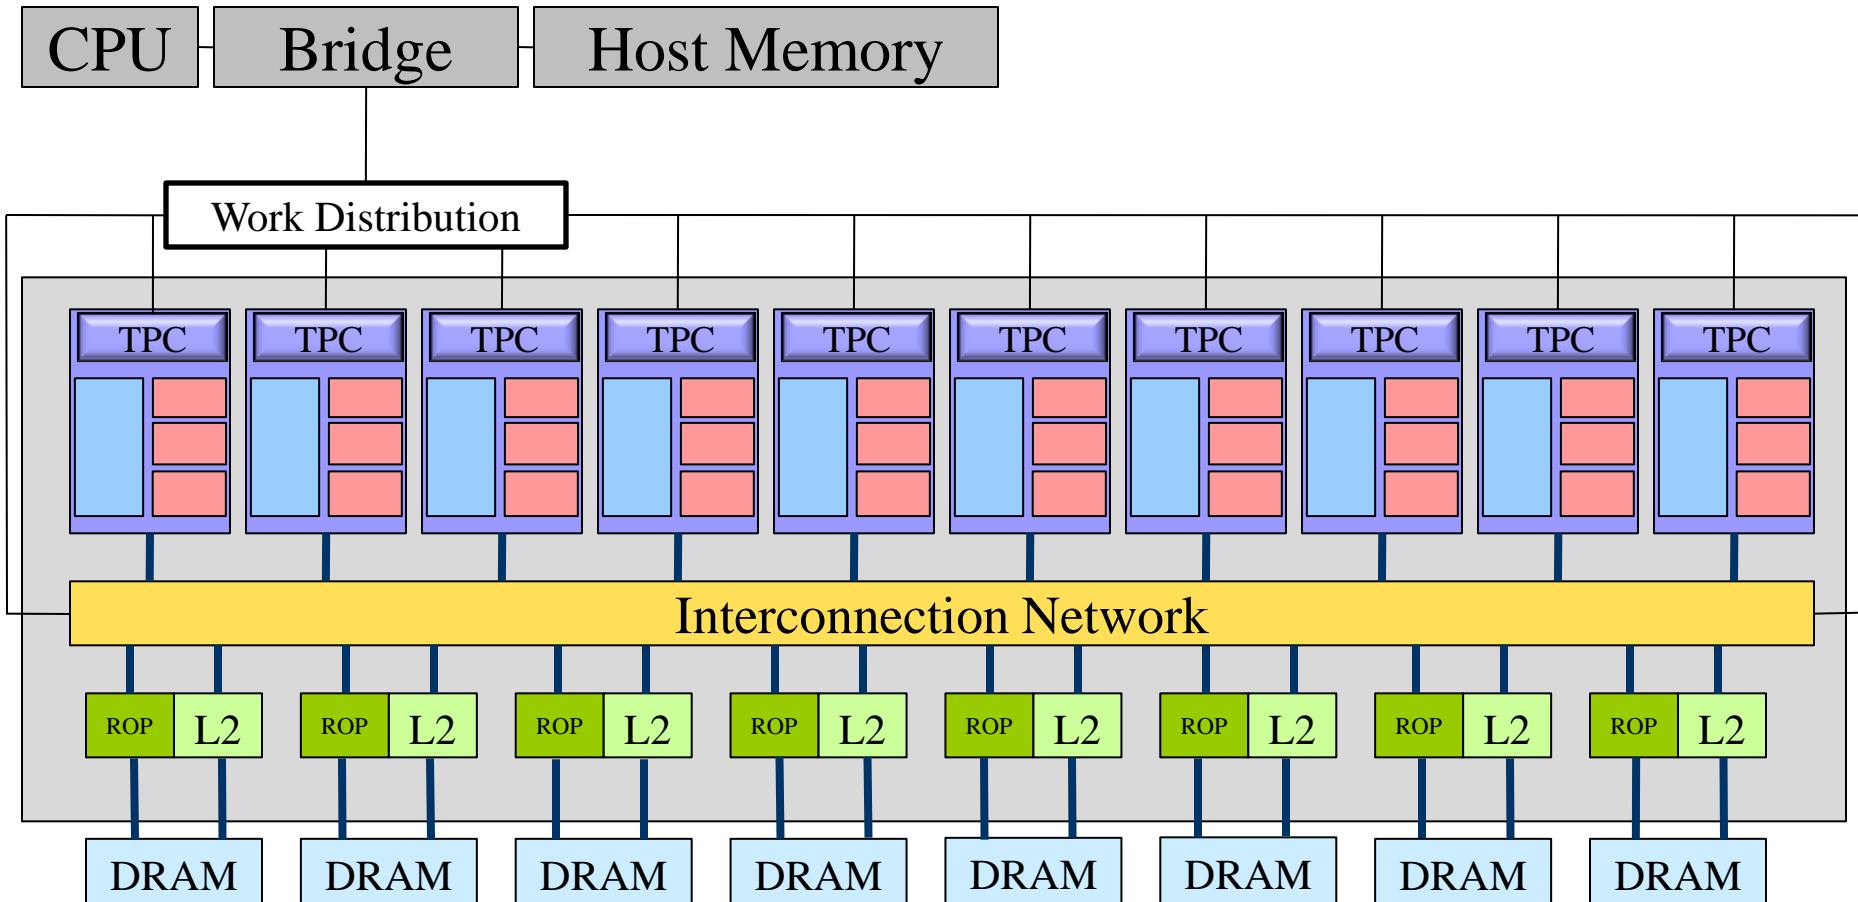 CPU Bridge Host Memory
Work Distribution
TPC TPC TPC TPC TPC TPC TPC TPC TPC TPC
Interconnection Network
ROP L2 ROP L2 ROP L2 ROP L2 ROP L2 ROP L2 ROP L2 ROP L2
DRAM DRAM DRAM DRAM DRAM DRAM DRAM DRAM